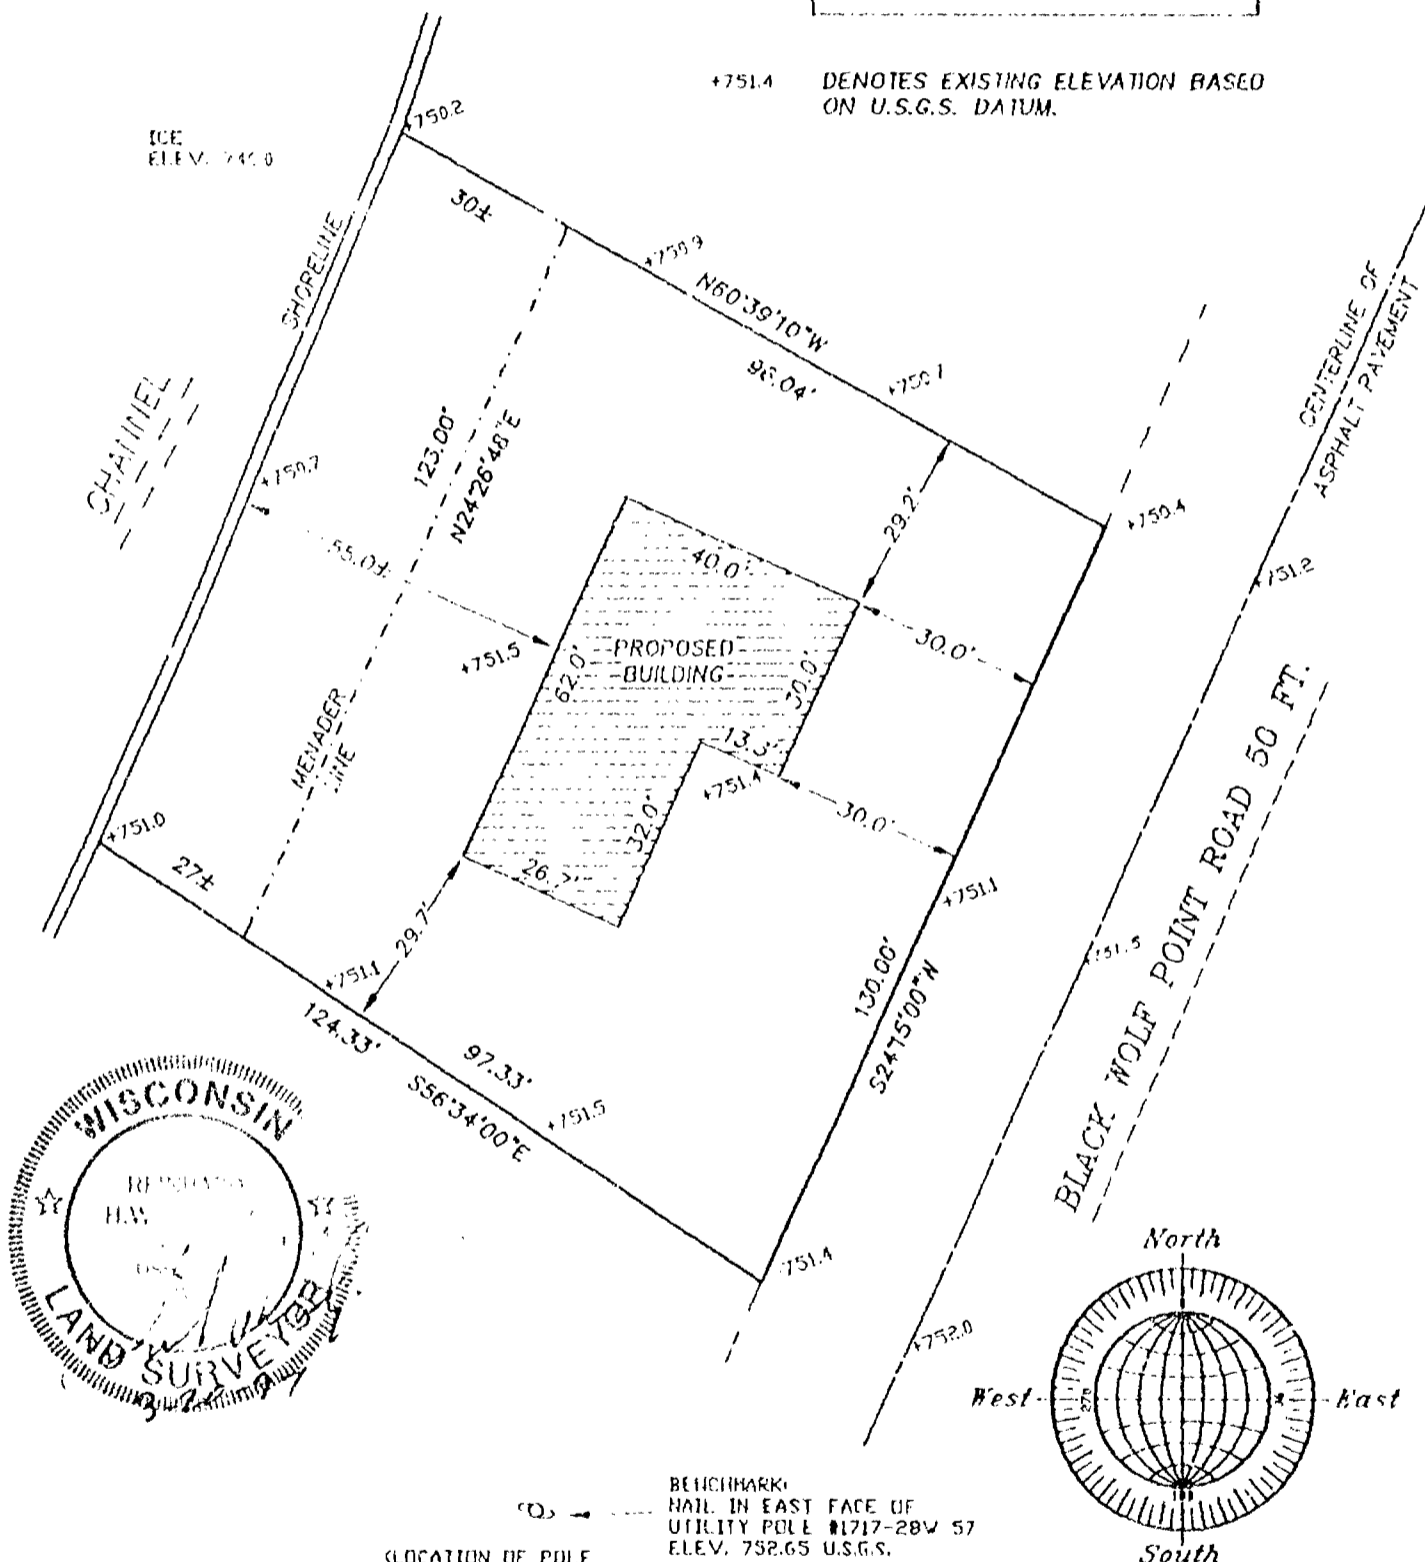 +751.4 DENOTES EXISTING ELEVATION BASED
ON U.S.G.S. DATUM.
+750.2
ICE
ELEV.
30±
SHORELINE
+750.9
N60°39'10"W
+750.7
CENTERLINE OF
ASPHALT PAVEMENT
CHANNEL
+750.7
123.00'
N24°26'48"E
29.2'
+750.4
+751.2
55.0±
40.0'
30.0'
+751.5
PROPOSED
BUILDING
62.0'
30.0'
MENADER
LINE
13.3'
+751.4
32.0'
30.0'
+751.0
27±
26.7'
+751.1
29.7'
+751.1
130.00'
S24°15'00"W
+751.5
BLACK WOLF POINT ROAD 50 FT.
124.33'
97.33'
S56°34'00"E
+751.5
751.4
+752.0
WISCONSIN
LAND SURVEYOR
North
West
270
East
180
South
BENCHMARK:
NAIL IN EAST FACE OF
UTILITY POLE #1717-28W 57
ELEV. 752.65 U.S.G.S.
(LOCATION OF POLE